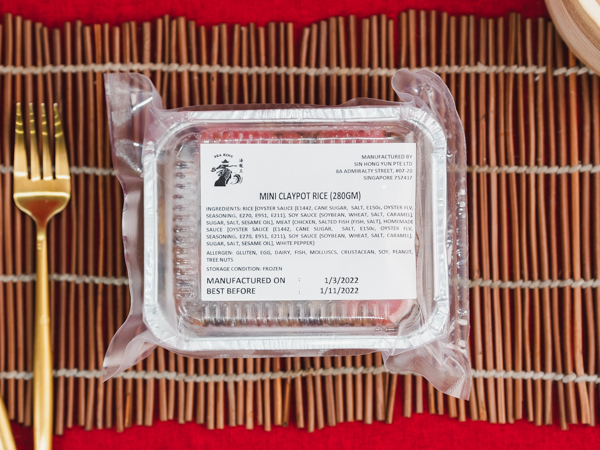 SEA KING
海龍王
MANUFACTURED BY
SIN HONG YUN PTE LTD
8A ADMIRALTY STREET, #07-20
SINGAPORE 757437
MINI CLAYPOT RICE (280GM)
INGREDIENTS: RICE [OYSTER SAUCE (E1442, CANE SUGAR, SALT, E150c, OYSTER FLV,
SEASONING, E270, E951, E211), SOY SAUCE (SOYBEAN, WHEAT, SALT, CARAMEL),
SUGAR, SALT, SESAME OIL], MEAT (CHICKEN, SALTED FISH (FISH, SALT), HOMEMADE
SAUCE [OYSTER SAUCE ((E1442, CANE SUGAR, SALT, E150c, OYSTER FLV,
SEASONING, E270, E951, E211), SOY SAUCE (SOYBEAN, WHEAT, SALT, CARAMEL),
SUGAR, SALT, SESAME OIL], WHITE PEPPER)
ALLERGEN: GLUTEN, EGG, DAIRY, FISH, MOLLUSCS, CRUSTACEAN, SOY, PEANUT,
TREE NUTS
STORAGE CONDITION: FROZEN
MANUFACTURED ON : 1/3/2022
BEST BEFORE : 1/11/2022